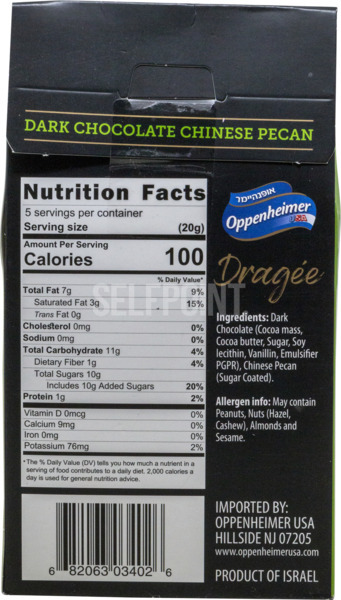 DARK CHOCOLATE CHINESE PECAN
Nutrition Facts
5 servings per container
Serving size (20g)
Amount Per Serving
Calories 100
% Daily Value*
Total Fat 7g 9%
Saturated Fat 3g 15%
Trans Fat 0g
Cholesterol 0mg 0%
Sodium 0mg 0%
Total Carbohydrate 11g 4%
Dietary Fiber 1g 4%
Total Sugars 10g
Includes 10g Added Sugars 20%
Protein 1g 2%
Vitamin D 0mcg 0%
Calcium 9mg 0%
Iron 0mg 0%
Potassium 76mg 2%
*The % Daily Value (DV) tells you how much a nutrient in a
serving of food contributes to a daily diet. 2,000 calories a
day is used for general nutrition advice.
6 82063 03402 6
אופנהיימר
Oppenheimer
USA
Dragée
Ingredients: Dark
Chocolate (Cocoa mass,
Cocoa butter, Sugar, Soy
lecithin, Vanillin, Emulsifier
PGPR), Chinese Pecan
(Sugar Coated).
Allergen info: May contain
Peanuts, Nuts (Hazel,
Cashew), Almonds and
Sesame.
IMPORTED BY:
OPPENHEIMER USA
HILLSIDE NJ 07205
www.oppenheimerusa.com
PRODUCT OF ISRAEL
SELFPOINT